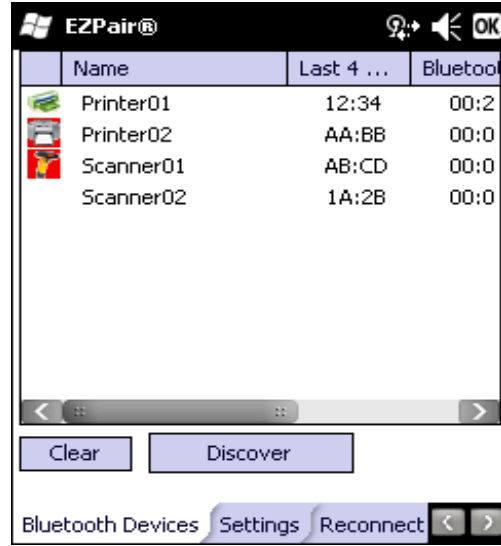 EZPair® OK
Name Last 4 ... Bluetoo
Printer01 12:34 00:2
Printer02 AA:BB 00:0
Scanner01 AB:CD 00:0
Scanner02 1A:2B 00:0
Clear Discover
Bluetooth Devices Settings Reconnect